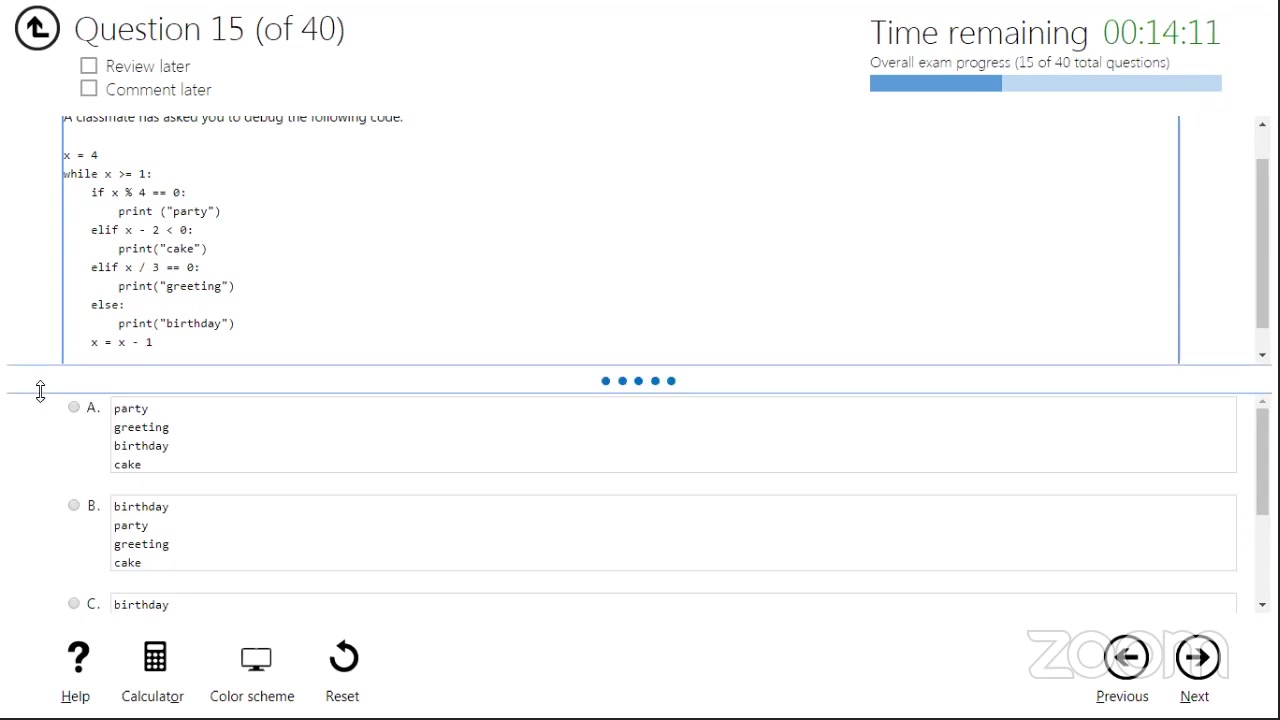 Question 15 (of 40)
Review later
Comment later
Time remaining 00:14:11
Overall exam progress (15 of 40 total questions)
A classmate has asked you to debug the following code.
x = 4
while x >= 1:
    if x % 4 == 0:
        print ("party")
    elif x - 2 < 0:
        print("cake")
    elif x / 3 == 0:
        print("greeting")
    else:
        print("birthday")
    x = x - 1
A. party
greeting
birthday
cake
B. birthday
party
greeting
cake
C. birthday
Help
Calculator
Color scheme
Reset
zoom
Previous
Next